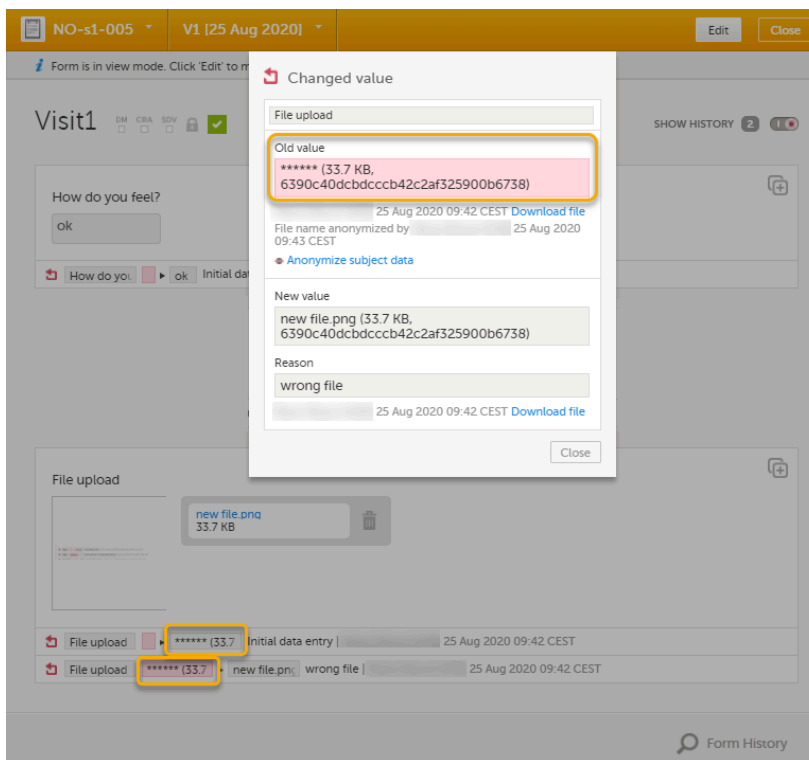 NO-s1-005
V1 [25 Aug 2020]
Edit
Close
i Form is in view mode. Click 'Edit' to m
Changed value
File upload
Old value
****** (33.7 KB,
6390c40dcbdcccb42c2af325900b6738)
25 Aug 2020 09:42 CEST Download file
File name anonymized by 25 Aug 2020
09:43 CEST
Anonymize subject data
New value
new file.png (33.7 KB,
6390c40dcbdcccb42c2af325900b6738)
Reason
wrong file
25 Aug 2020 09:42 CEST Download file
Close
Visit1
DM CRA SDV
SHOW HISTORY 2
How do you feel?
ok
How do you ok Initial dat
File upload
new file.png
33.7 KB
File upload ****** (33.7 Initial data entry | 25 Aug 2020 09:42 CEST
File upload ****** (33.7 new file.png wrong file | 25 Aug 2020 09:42 CEST
Form History